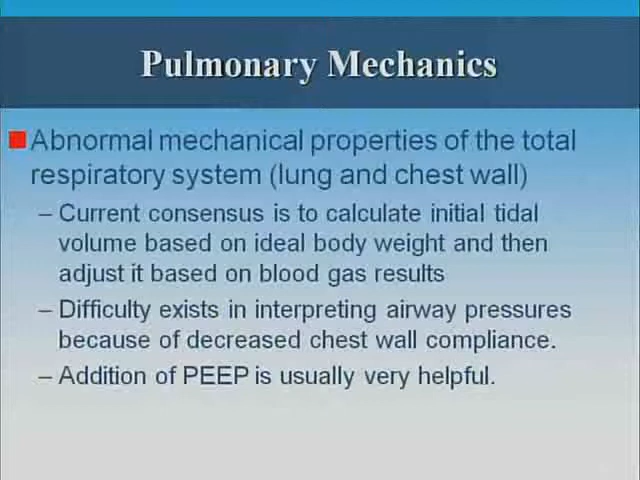 Pulmonary Mechanics
Abnormal mechanical properties of the total
respiratory system (lung and chest wall)
– Current consensus is to calculate initial tidal
volume based on ideal body weight and then
adjust it based on blood gas results
– Difficulty exists in interpreting airway pressures
because of decreased chest wall compliance.
– Addition of PEEP is usually very helpful.